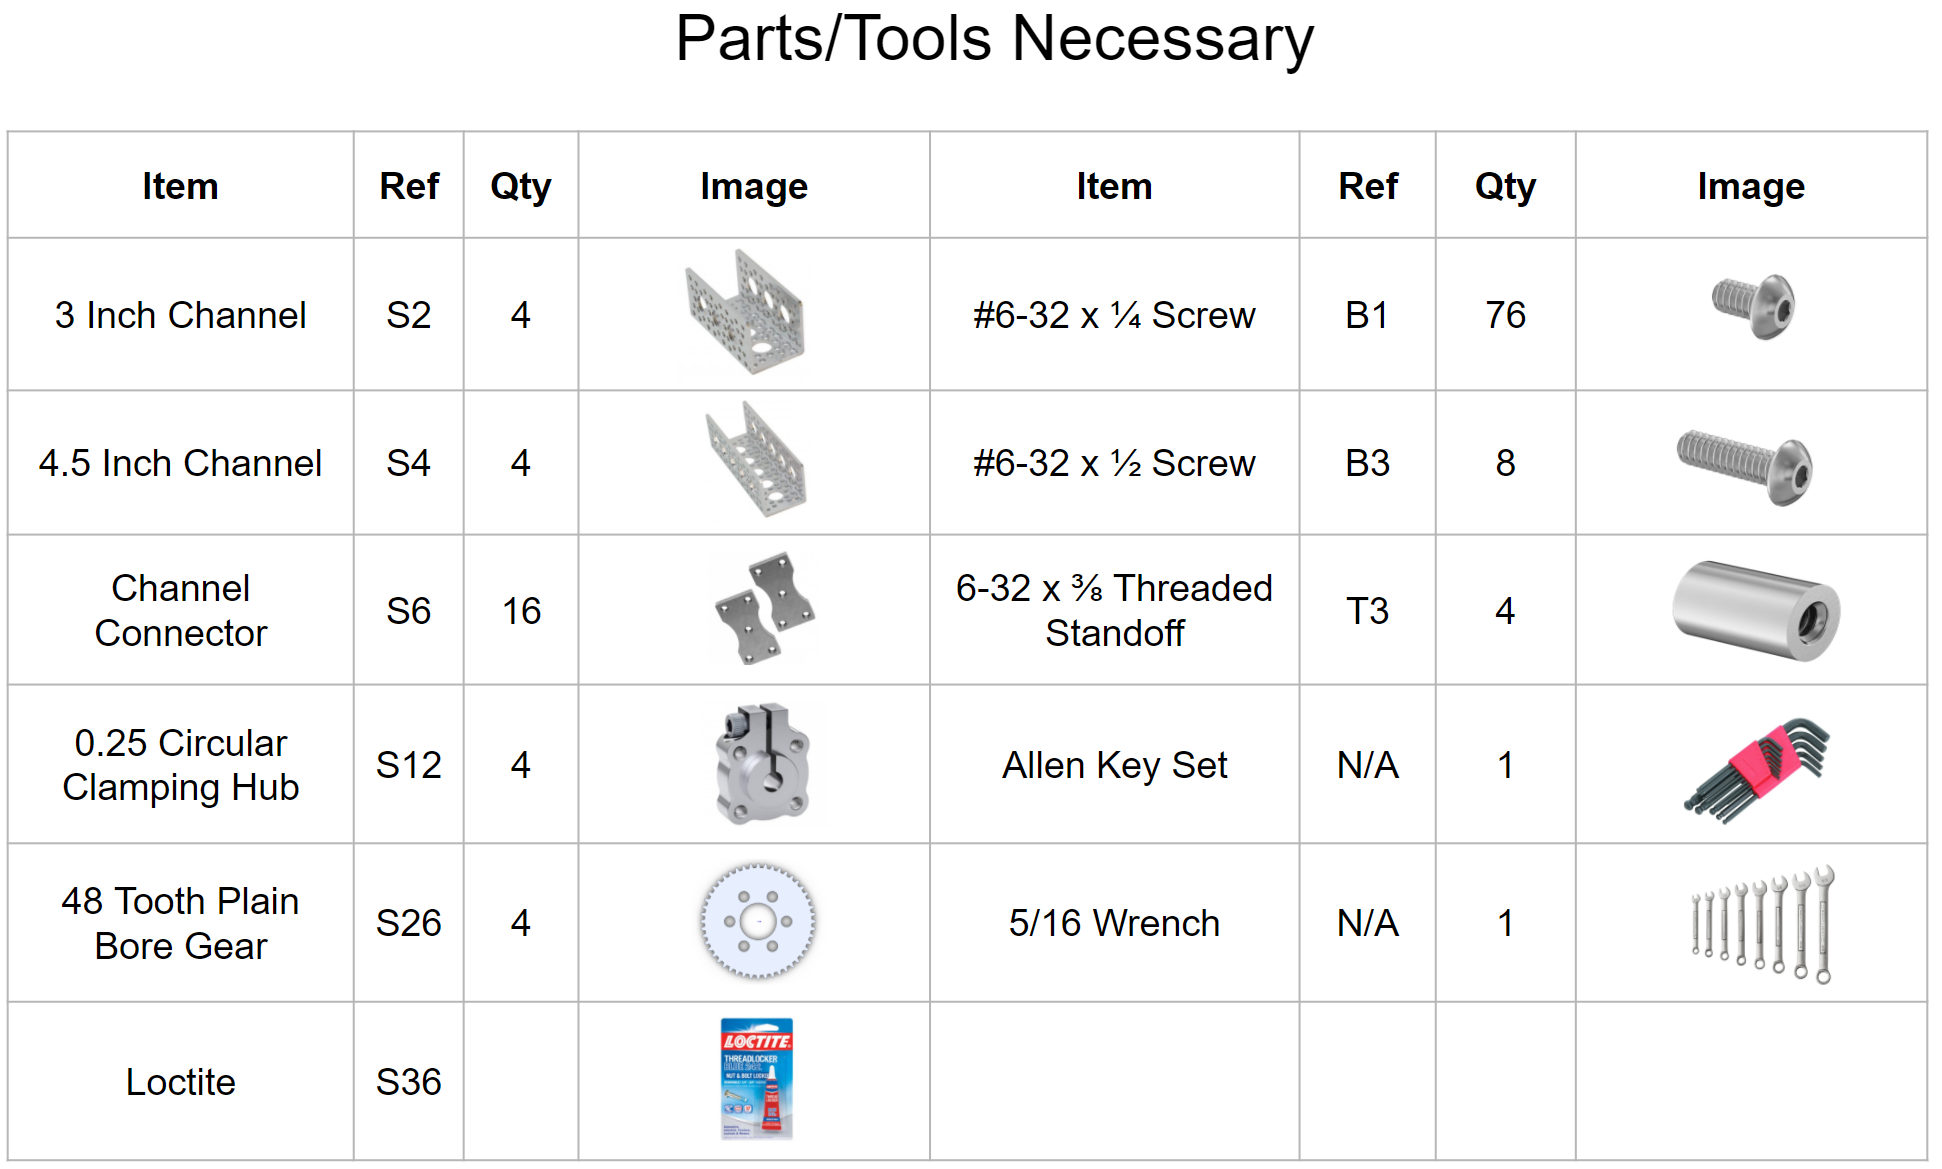 Parts/Tools Necessary
Item Ref Qty Image Item Ref Qty Image
3 Inch Channel S2 4 #6-32 x ¼ Screw B1 76
4.5 Inch Channel S4 4 #6-32 x ½ Screw B3 8
Channel
Connector S6 16 6-32 x ⅜ Threaded
Standoff T3 4
0.25 Circular
Clamping Hub S12 4 Allen Key Set N/A 1
48 Tooth Plain
Bore Gear S26 4 5/16 Wrench N/A 1
Loctite S36
LOCTITE
THREADLOCKER
BLUE 242
NUT & BOLT LOCKER